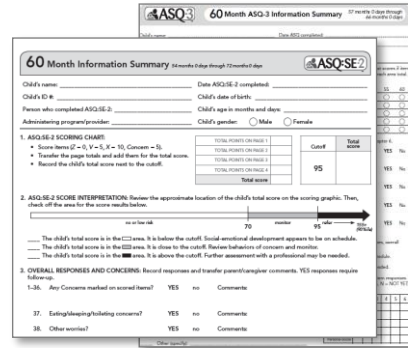 ASQ-3 60 Month ASQ-3 Information Summary 57 months 0 days through
66 months 0 days
60 Month Information Summary 54 months 0 days through 72 months 0 days ASQ:SE-2
Child's name: Date ASQ:SE-2 completed:
Child's ID #: Child's date of birth:
Person who completed ASQ:SE-2: Child's age in months and days:
Administering program/provider: Child's gender: Male Female
1. ASQ:SE-2 SCORING CHART:
• Score items (Z = 0, V = 5, X = 10, Concern = 5).
• Transfer the page totals and add them for the total score.
• Record the child's total score next to the cutoff.
TOTAL POINTS ON PAGE 1
TOTAL POINTS ON PAGE 2
TOTAL POINTS ON PAGE 3
TOTAL POINTS ON PAGE 4
Total score
Cutoff Total score
95
2. ASQ:SE-2 SCORE INTERPRETATION: Review the approximate location of the child's total score on the scoring graphic. Then,
check off the area for the score results below.
no or low risk monitor refer
70 95
The child's total score is in the area. It is below the cutoff. Social-emotional development appears to be on schedule.
The child's total score is in the area. It is close to the cutoff. Review behaviors of concern and monitor.
The child's total score is in the area. It is above the cutoff. Further assessment with a professional may be needed.
3. OVERALL RESPONSES AND CONCERNS: Record responses and transfer parent/caregiver comments. YES responses require
follow-up.
1–36. Any Concerns marked on scored items? YES no Comments:
37. Eating/sleeping/toileting concerns? YES no Comments:
38. Other worries? YES no Comments:
Other (specify):